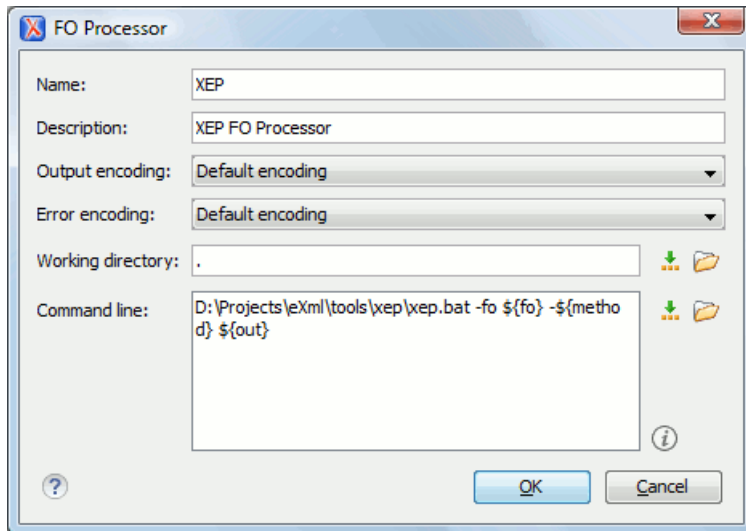 FO Processor
Name: XEP
Description: XEP FO Processor
Output encoding: Default encoding
Error encoding: Default encoding
Working directory: .
Command line: D:\Projects\eXml\tools\xep\xep.bat -fo ${fo} -${metho
d} ${out}
OK Cancel